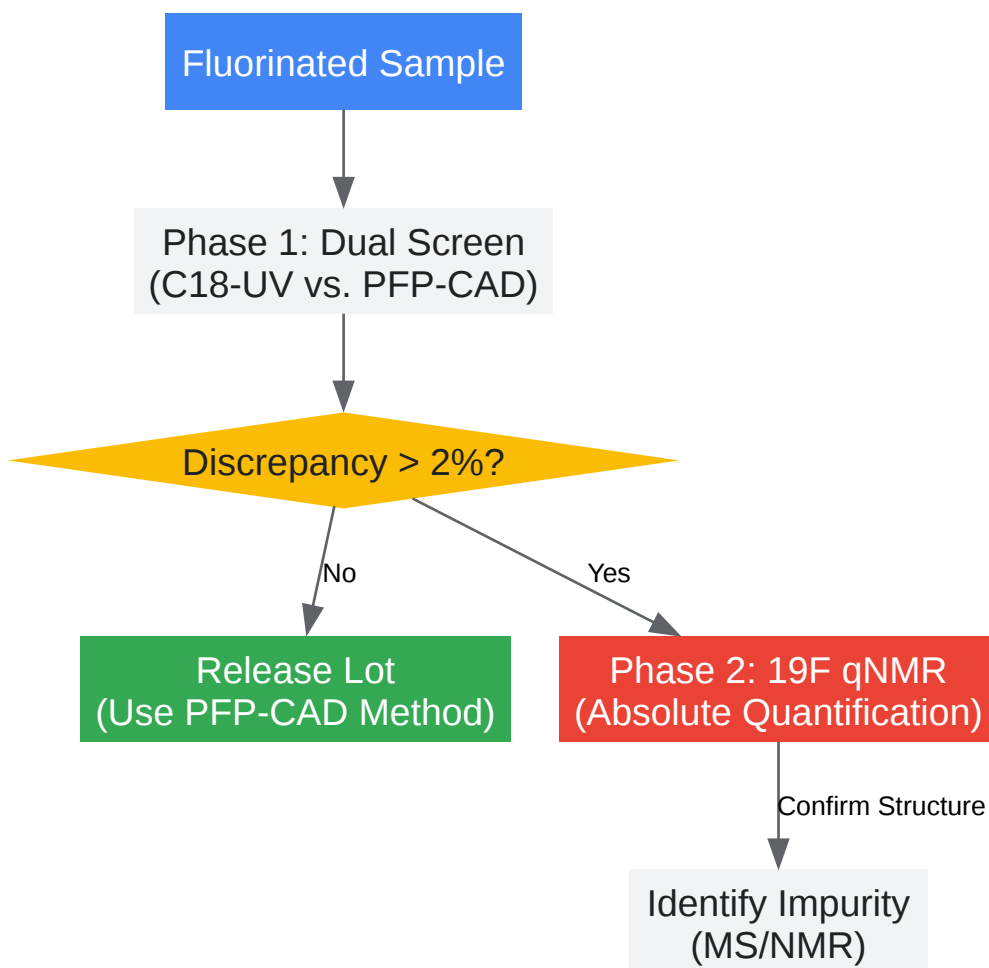 Fluorinated Sample
Phase 1: Dual Screen
(C18-UV vs. PFP-CAD)
Discrepancy > 2%?
No
Yes
Release Lot
(Use PFP-CAD Method)
Phase 2: 19F qNMR
(Absolute Quantification)
Confirm Structure
Identify Impurity
(MS/NMR)